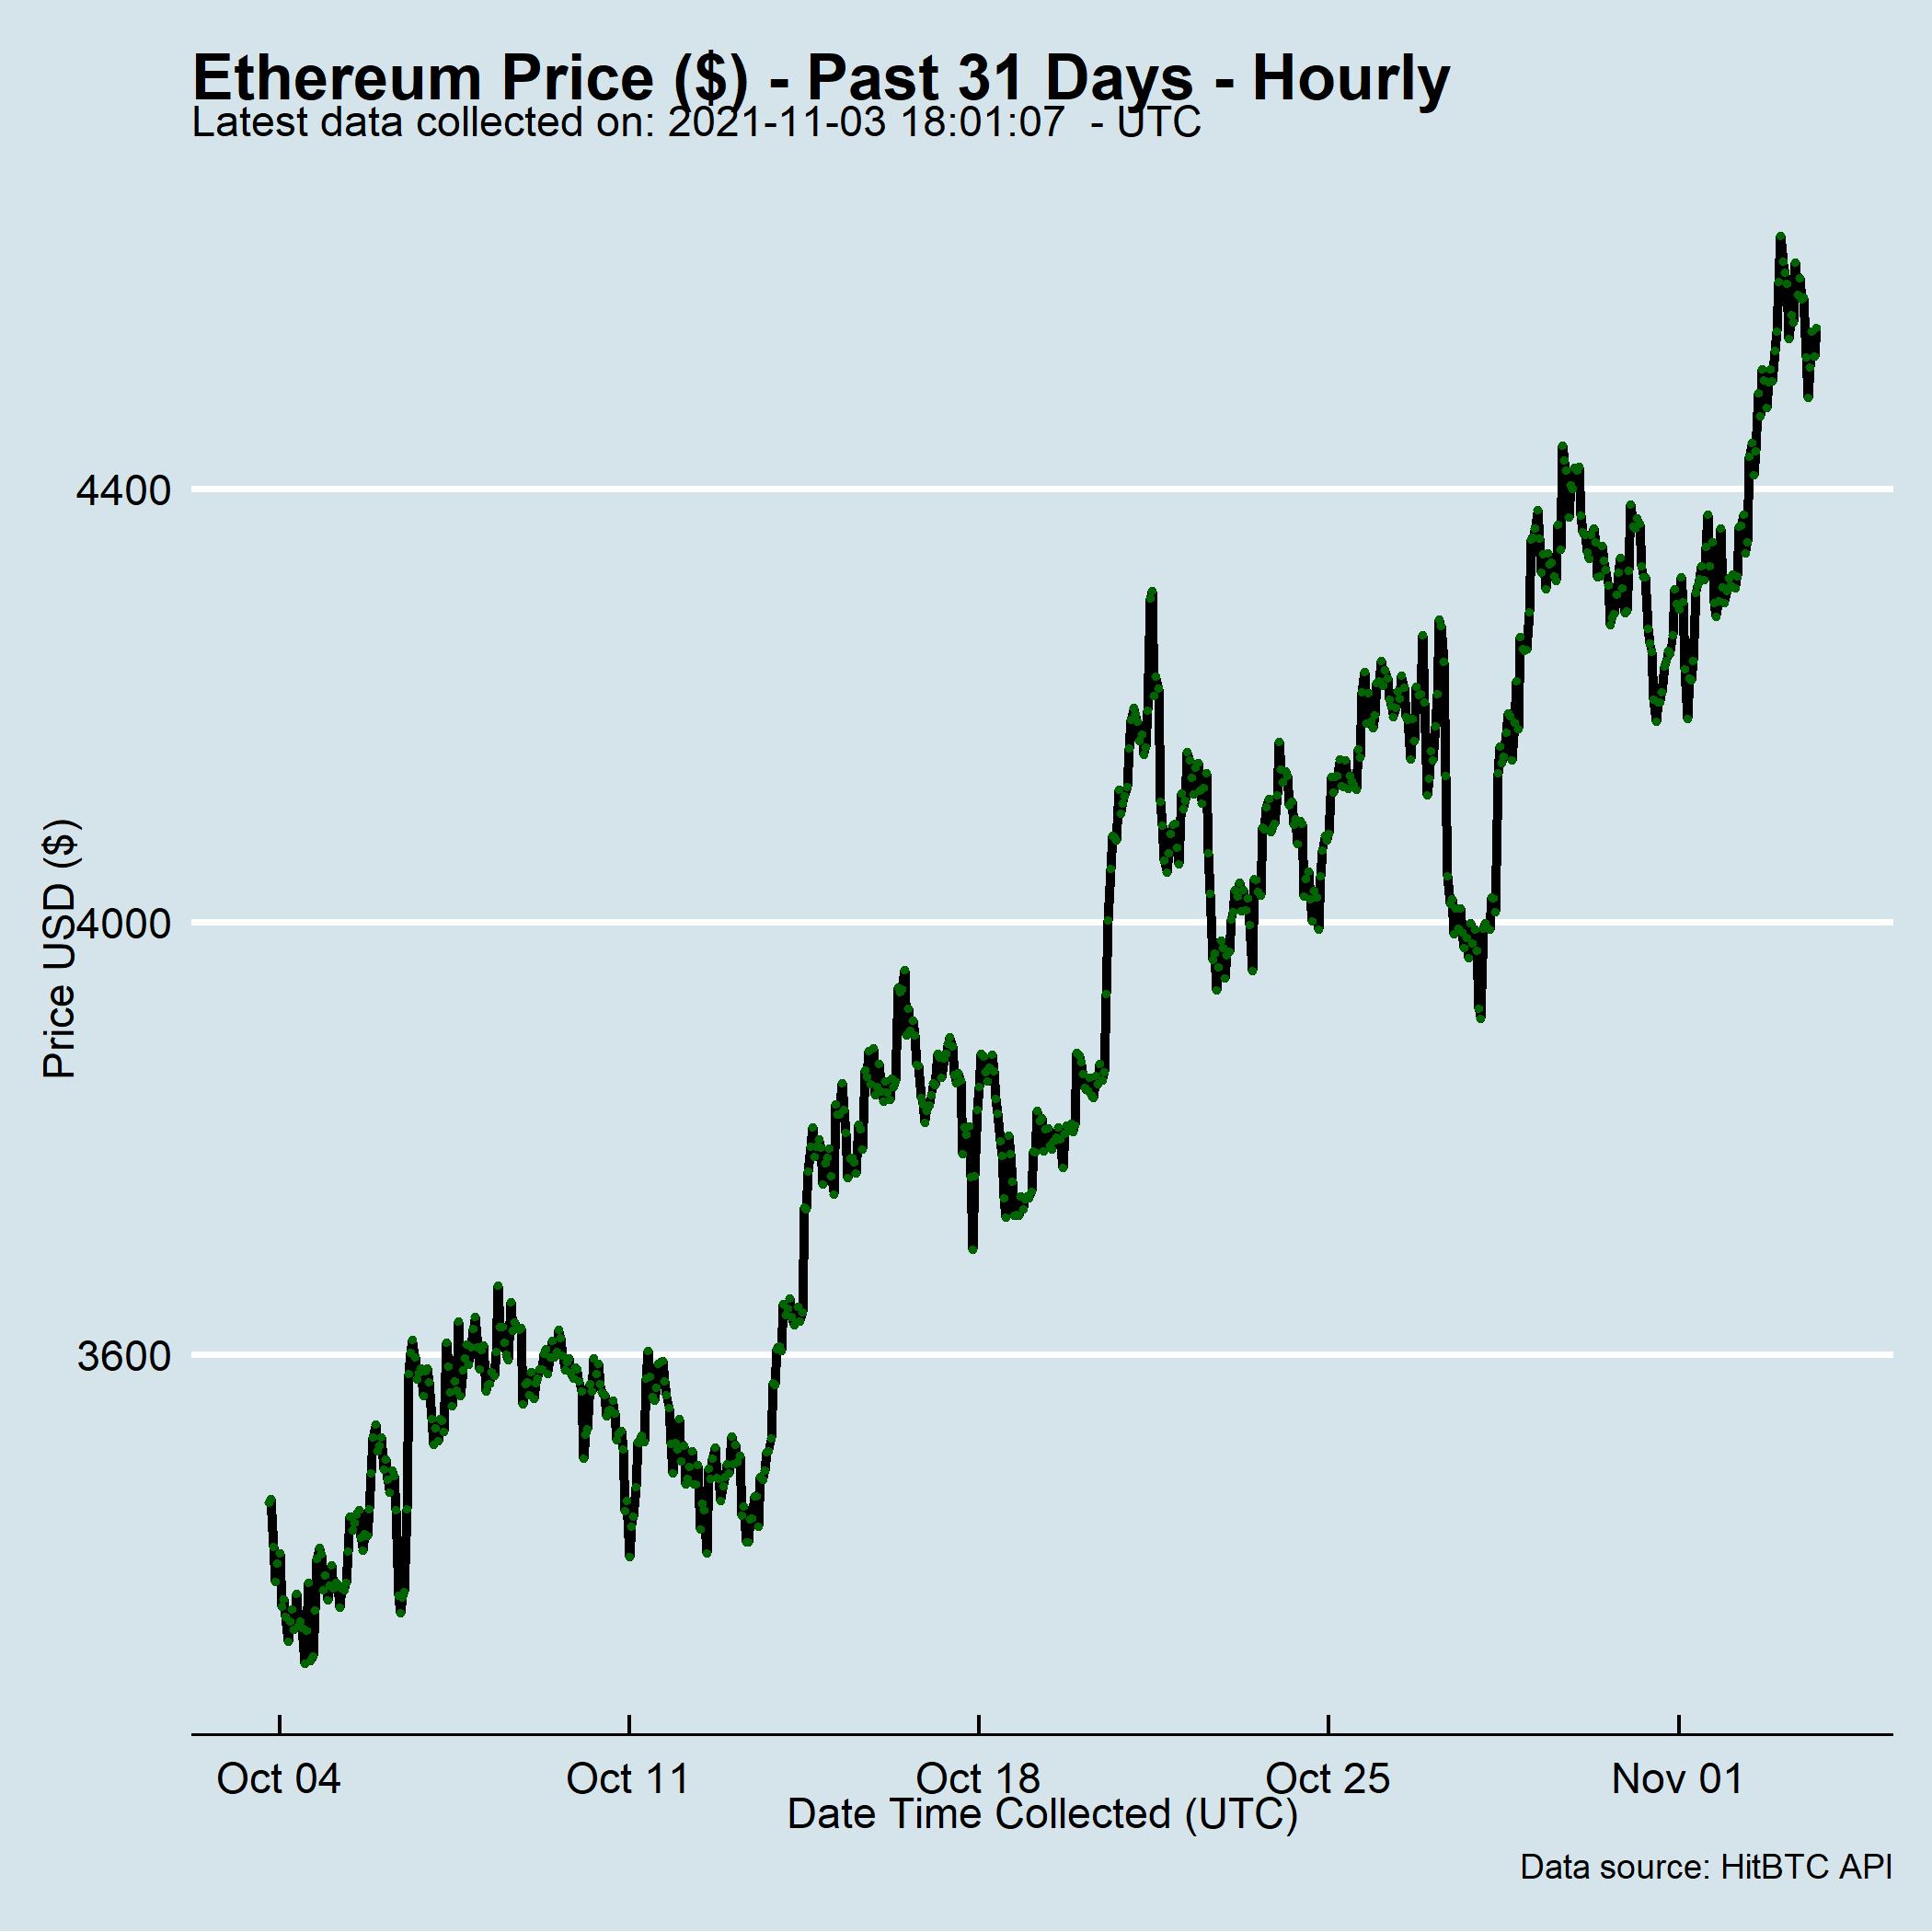 Ethereum Price ($) - Past 31 Days - Hourly
Latest data collected on: 2021-11-03 18:01:07  - UTC
Price USD ($)
4400
4000
3600
Oct 04
Oct 11
Oct 18
Oct 25
Nov 01
Date Time Collected (UTC)
Data source: HitBTC API